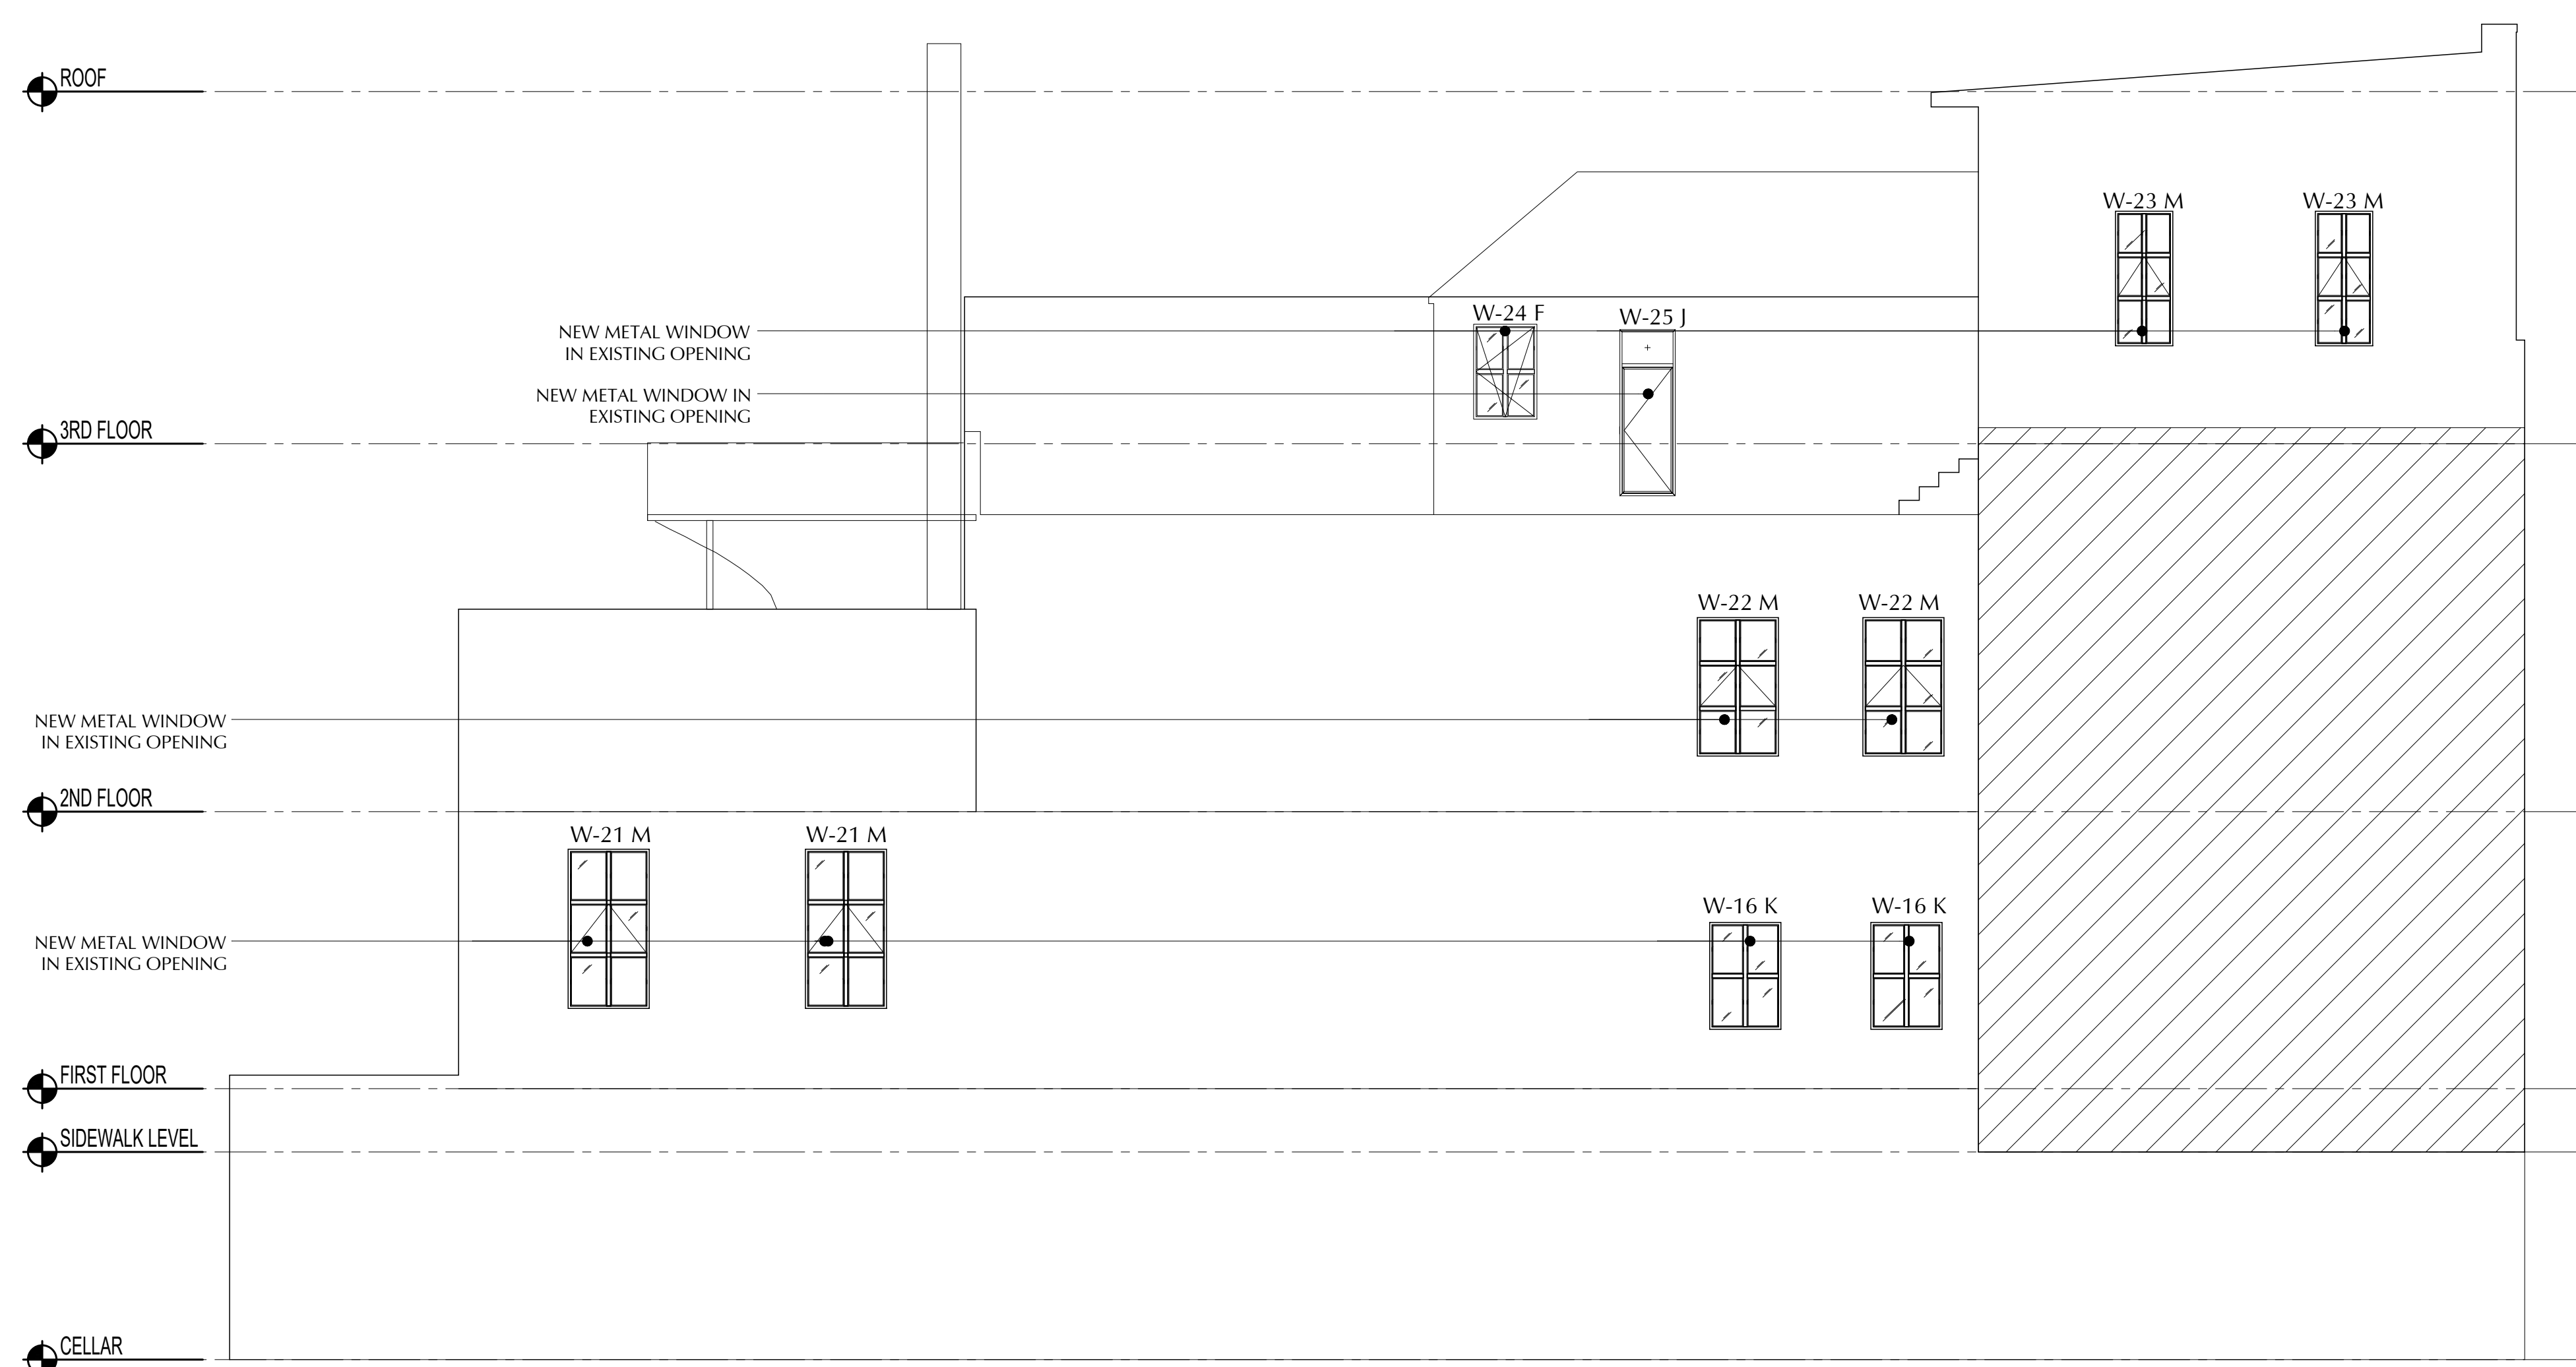 ROOF
W-23 M
W-23 M
W-24 F
W-25 J
NEW METAL WINDOW
IN EXISTING OPENING
NEW METAL WINDOW IN
EXISTING OPENING
3RD FLOOR
W-22 M
W-22 M
NEW METAL WINDOW
IN EXISTING OPENING
2ND FLOOR
W-21 M
W-21 M
W-16 K
W-16 K
NEW METAL WINDOW
IN EXISTING OPENING
FIRST FLOOR
SIDEWALK LEVEL
CELLAR